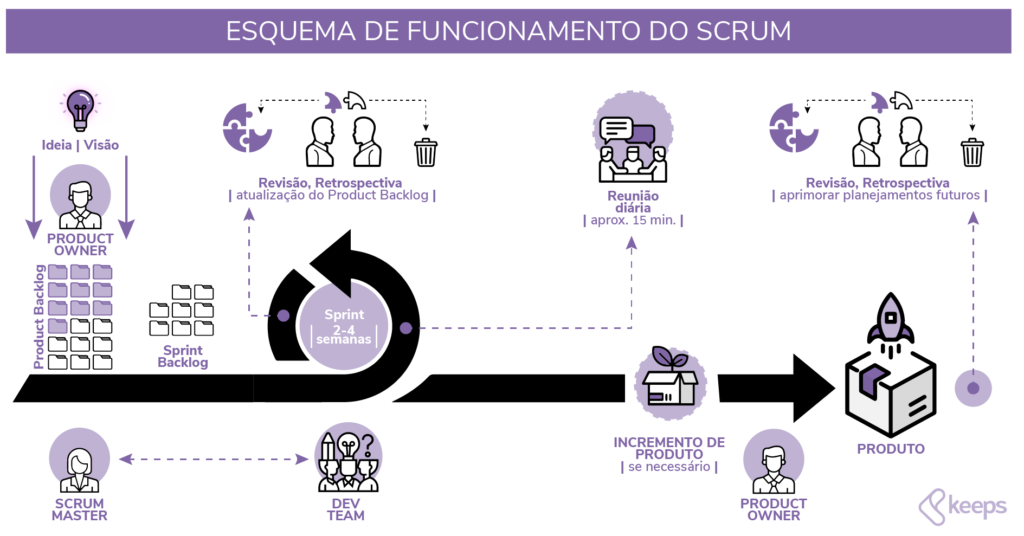 ESQUEMA DE FUNCIONAMENTO DO SCRUM
Ideia | Visão
PRODUCT
OWNER
Product Backlog
Sprint
Backlog
Revisão, Retrospectiva
| atualização do Product Backlog |
Sprint
| 2-4 |
semanas
Reunião
diária
| aprox. 15 min. |
Revisão, Retrospectiva
| aprimorar planejamentos futuros |
SCRUM
MASTER
?
DEV
TEAM
INCREMENTO DE
PRODUTO
| se necessário |
PRODUCT
OWNER
PRODUTO
keeps